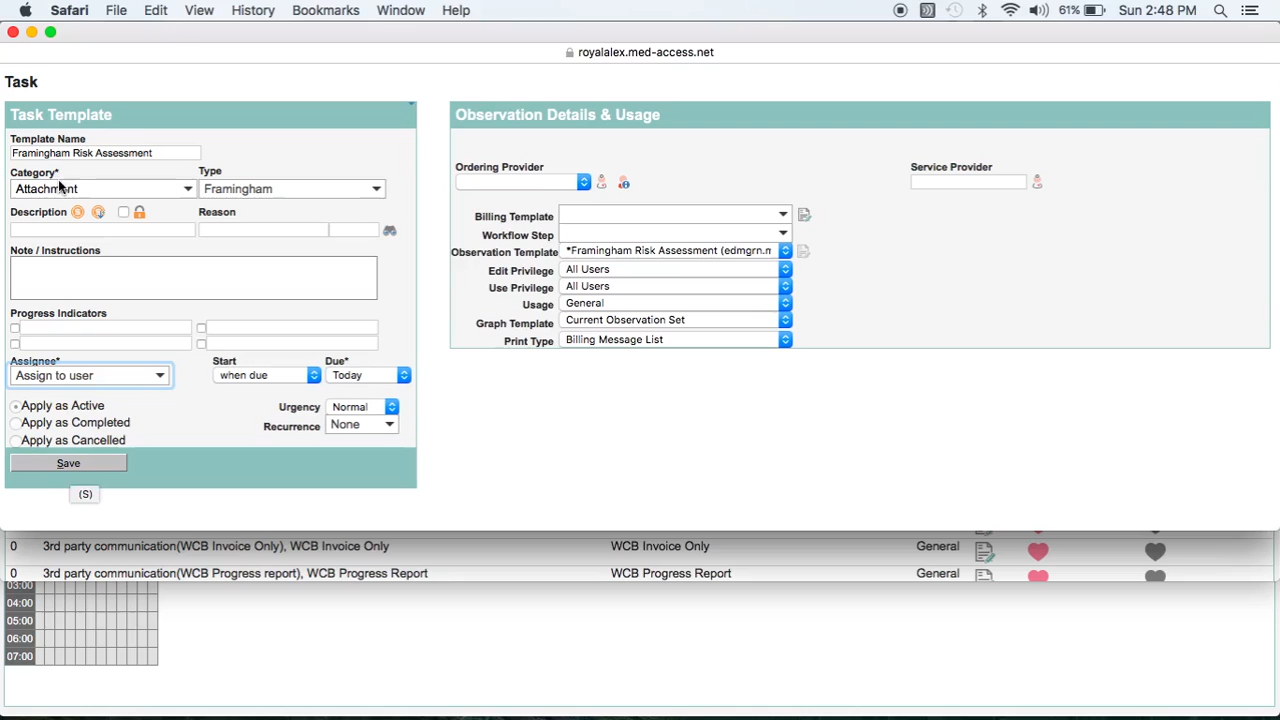 Safari File Edit View History Bookmarks Window Help 61% Sun 2:48 PM
royalalex.med-access.net
Task
Task Template
Template Name
Framingham Risk Assessment
Category* Type
Attachment Framingham
Description Reason
Note / Instructions
Progress Indicators
Assignee* Start Due*
Assign to user when due Today
Apply as Active Urgency Normal
Apply as Completed Recurrence None
Apply as Cancelled
Save
(S)
Observation Details & Usage
Ordering Provider Service Provider
Billing Template
Workflow Step
Observation Template *Framingham Risk Assessment (edmgrn.m
Edit Privilege All Users
Use Privilege All Users
Usage General
Graph Template Current Observation Set
Print Type Billing Message List
0 3rd party communication(WCB Invoice Only), WCB Invoice Only WCB Invoice Only General
0 3rd party communication(WCB Progress report), WCB Progress Report WCB Progress Report General
03:00
04:00
05:00
06:00
07:00